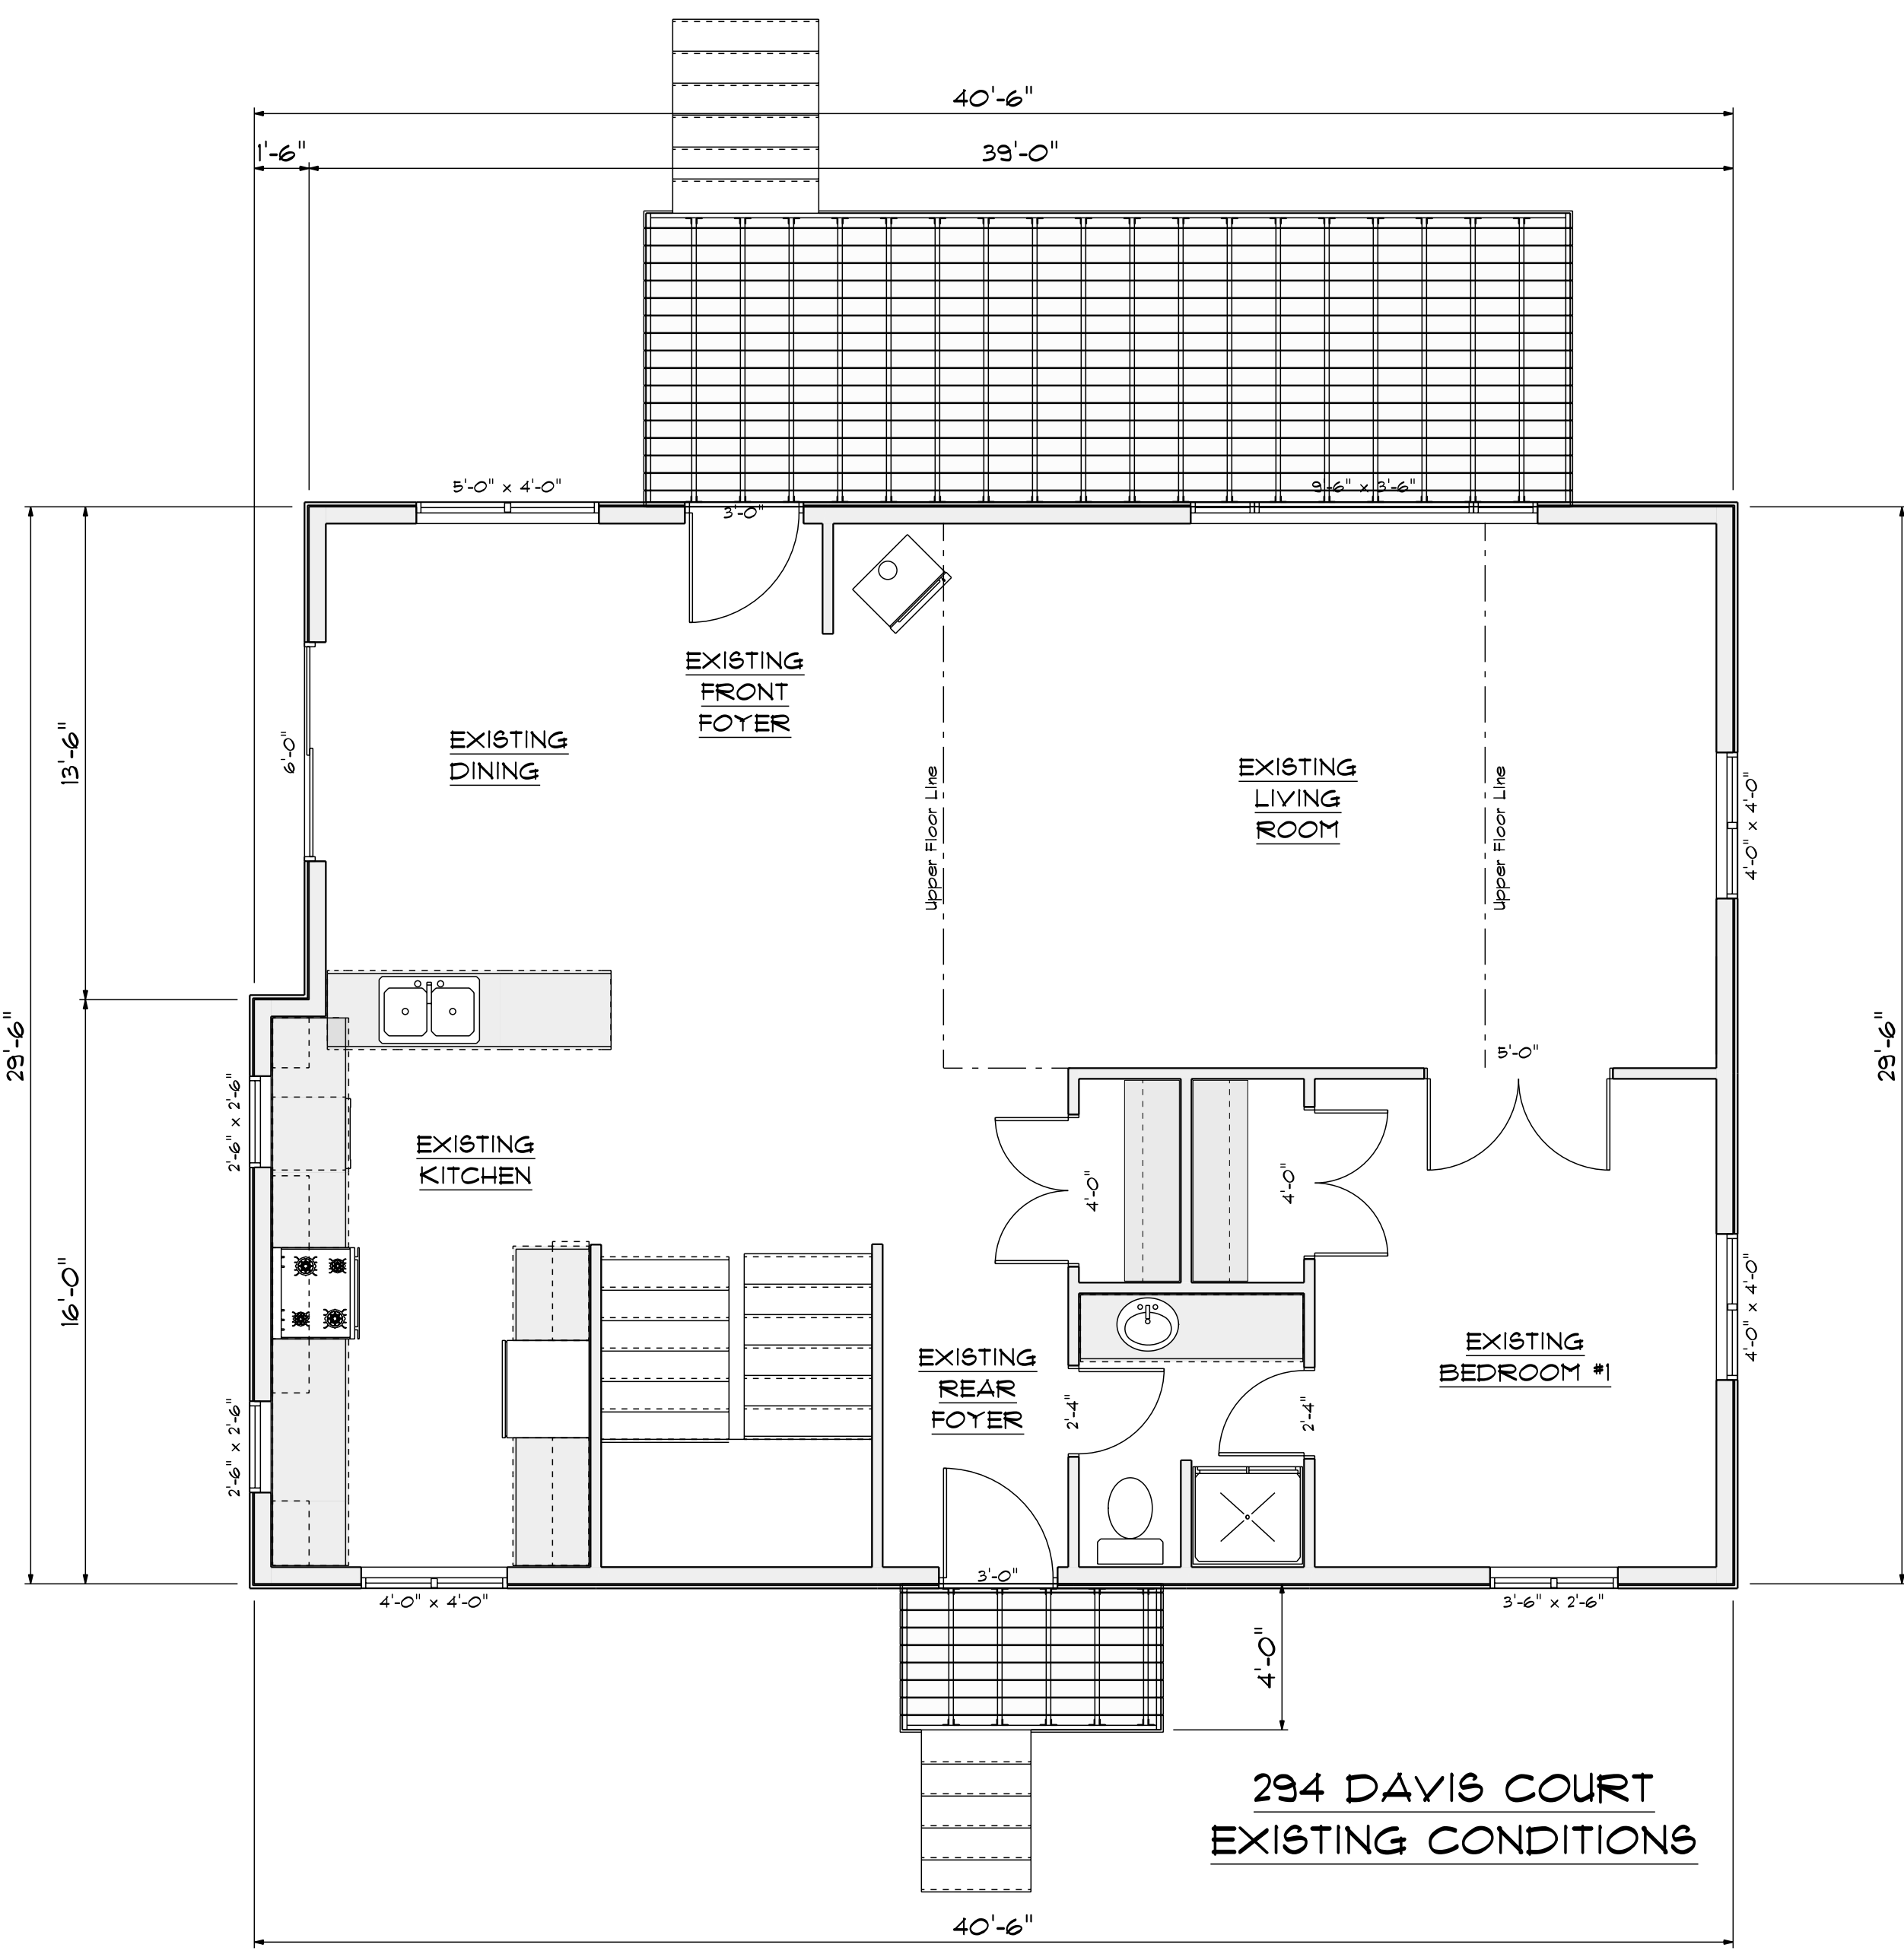 40'-6"
1'-6"
39'-0"
5'-0" x 4'-0"
9'-6" x 3'-6"
3'-0"
EXISTING
FRONT
FOYER
EXISTING
DINING
6'-0"
13'-6"
Upper Floor Line
EXISTING
LIVING
ROOM
Upper Floor Line
4'-0" x 4'-0"
29'-6"
29'-6"
5'-0"
2'-6" x 2'-6"
EXISTING
KITCHEN
4'-0"
4'-0"
16'-0"
4'-0" x 4'-0"
EXISTING
REAR
FOYER
EXISTING
BEDROOM #1
2'-4"
2'-4"
2'-6" x 2'-6"
3'-0"
4'-0" x 4'-0"
3'-6" x 2'-6"
4'-0"
294 DAVIS COURT
EXISTING CONDITIONS
40'-6"